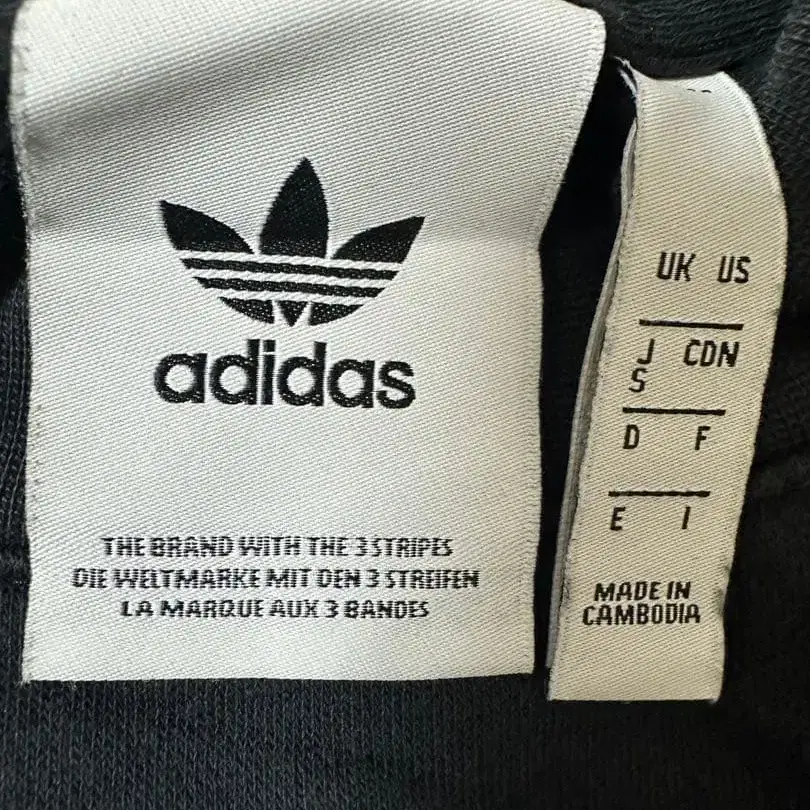 adidas
THE BRAND WITH THE 3 STRIPES
DIE WELTMARKE MIT DEN 3 STREIFEN
LA MARQUE AUX 3 BANDES
UK US
J CDN
S
D F
E I
MADE IN
CAMBODIA